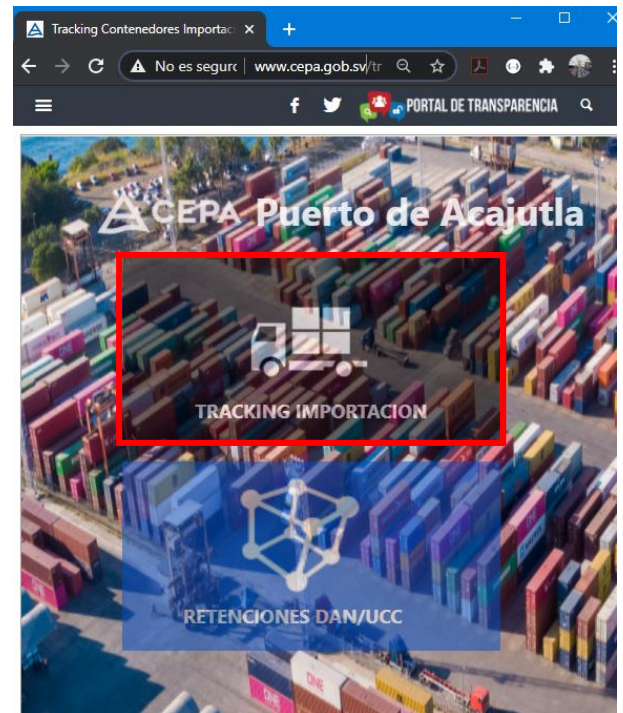 Tracking Contenedores Importac
No es seguro www.cepa.gob.sv/tr
f PORTAL DE TRANSPARENCIA
CEPA Puerto de Acajutla
TRACKING IMPORTACION
RETENCIONES DAN/UCC
ONE